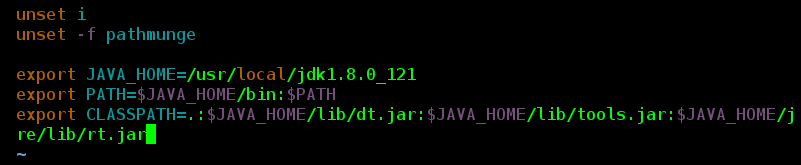 unset i
unset -f pathmunge
export JAVA_HOME=/usr/local/jdk1.8.0_121
export PATH=$JAVA_HOME/bin:$PATH
export CLASSPATH=.:$JAVA_HOME/lib/dt.jar:$JAVA_HOME/lib/tools.jar:$JAVA_HOME/j
re/lib/rt.jar
~